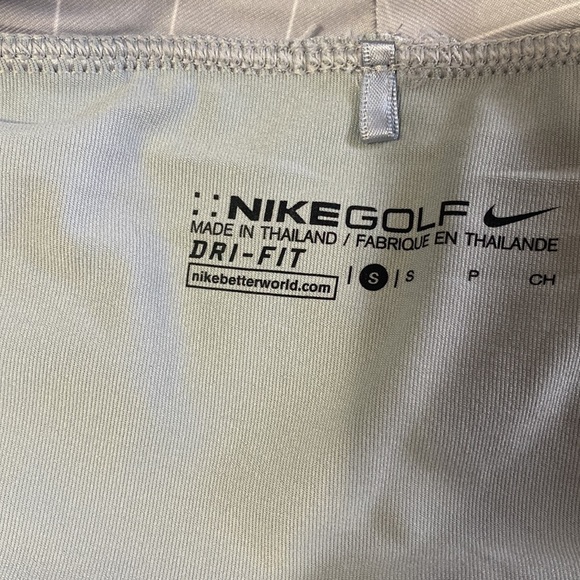 NIKEGOLF
MADE IN THAILAND / FABRIQUE EN THAILANDE
DRI-FIT
nikebetterworld.com | S | S P CH